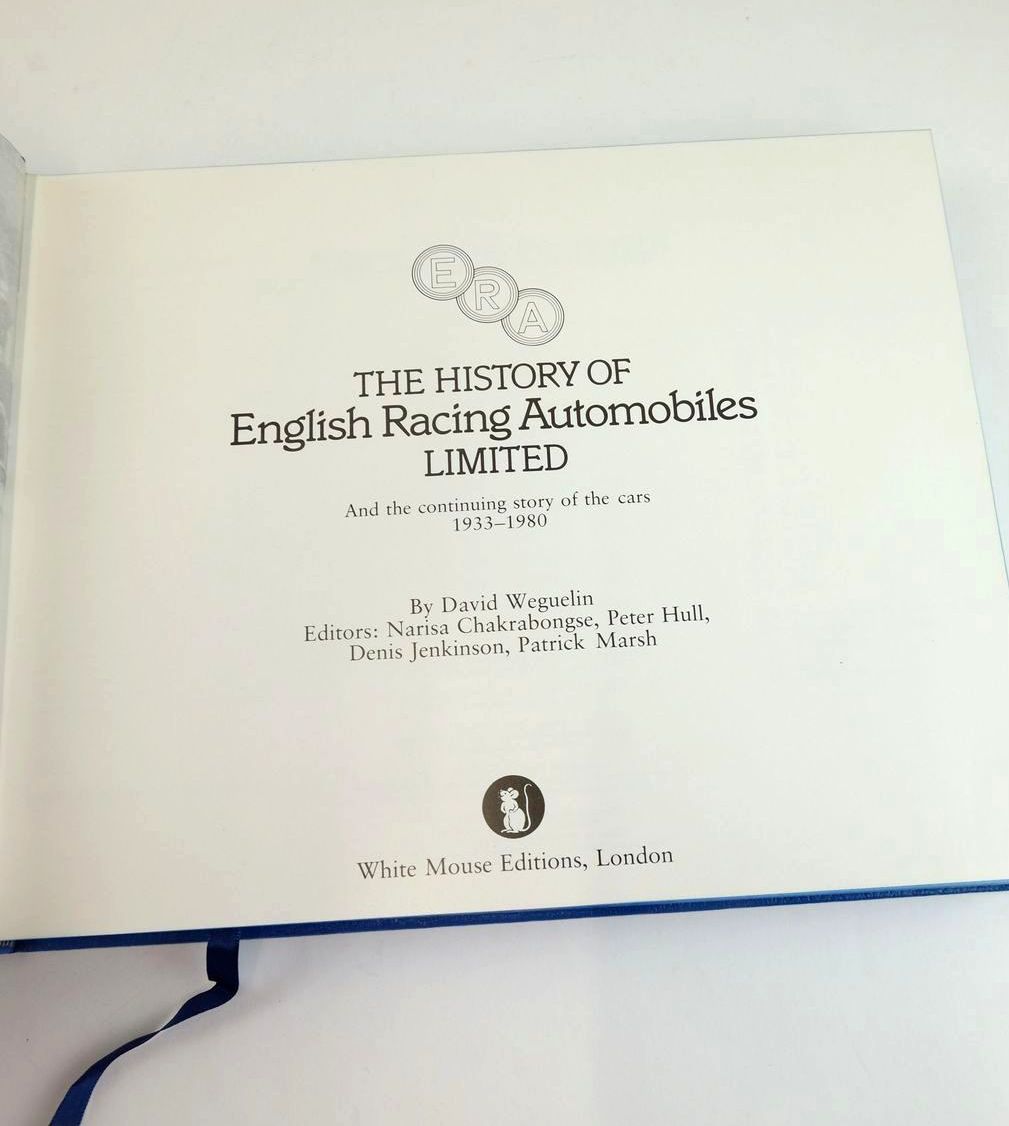 E R A
THE HISTORY OF
English Racing Automobiles
LIMITED
And the continuing story of the cars
1933–1980
By David Weguelin
Editors: Narisa Chakrabongse, Peter Hull,
Denis Jenkinson, Patrick Marsh
White Mouse Editions, London